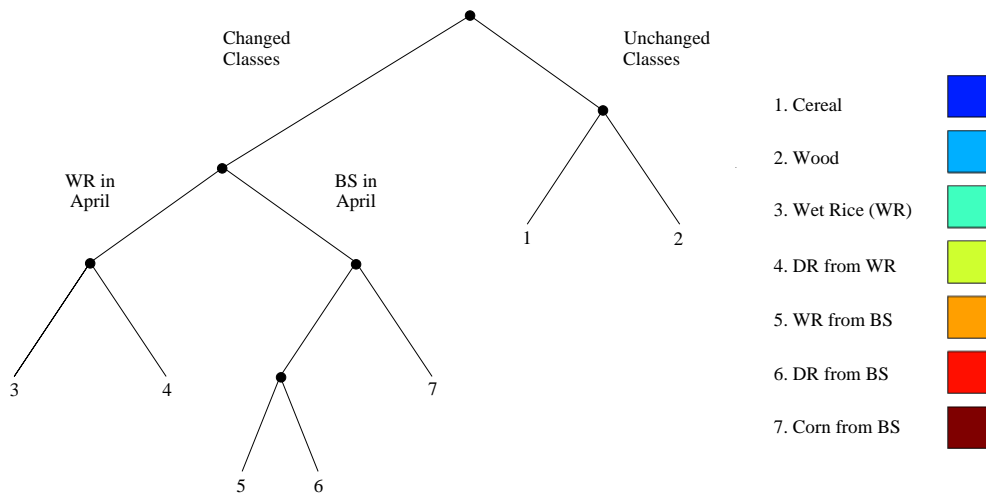 Changed
Classes
Unchanged
Classes
WR in
April
BS in
April
1
2
3
4
7
5
6
1. Cereal
2. Wood
3. Wet Rice (WR)
4. DR from WR
5. WR from BS
6. DR from BS
7. Corn from BS